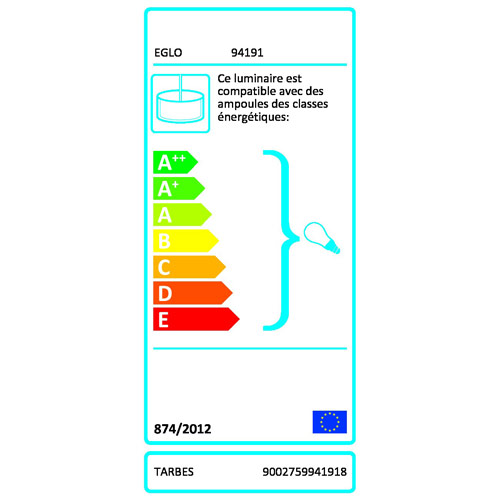 EGLO 94191
Ce luminaire est
compatible avec des
ampoules des classes
énergétiques:
A++
A+
A
B
C
D
E
874/2012
TARBES 9002759941918